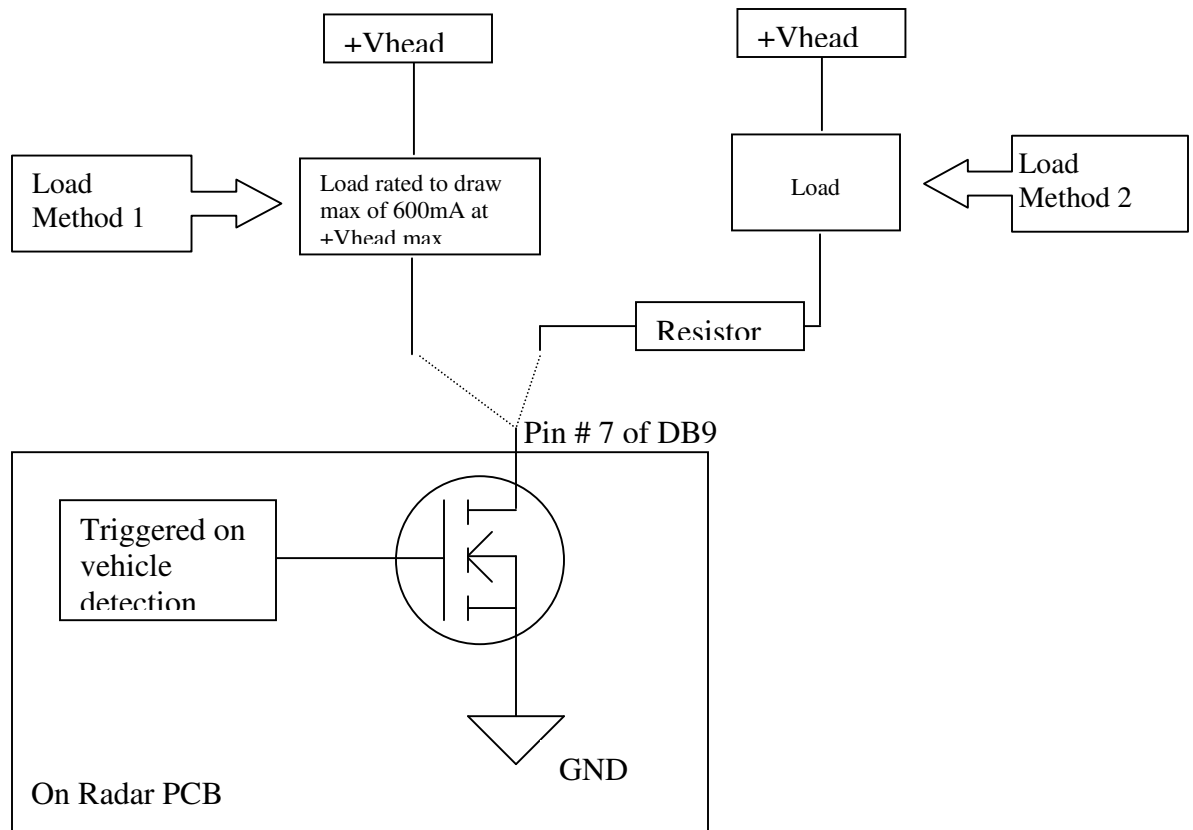 +Vhead
+Vhead
Load
Method 1
Load rated to draw
max of 600mA at
+Vhead max
Load
Load
Method 2
Resistor
Pin # 7 of DB9
Triggered on
vehicle
detection
GND
On Radar PCB